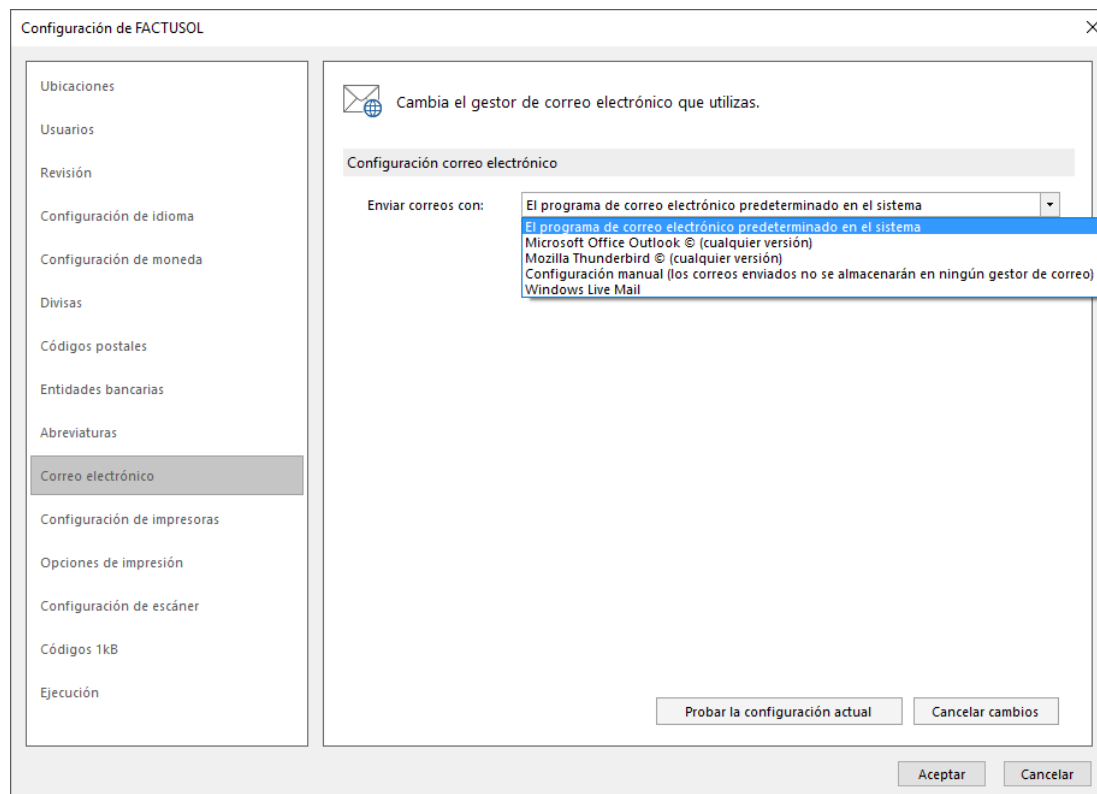 Configuración de FACTUSOL
Ubicaciones
Usuarios
Revisión
Configuración de idioma
Configuración de moneda
Divisas
Códigos postales
Entidades bancarias
Abreviaturas
Correo electrónico
Configuración de impresoras
Opciones de impresión
Configuración de escáner
Códigos 1kB
Ejecución
Cambia el gestor de correo electrónico que utilizas.
Configuración correo electrónico
Enviar correos con: El programa de correo electrónico predeterminado en el sistema
El programa de correo electrónico predeterminado en el sistema
Microsoft Office Outlook © (cualquier versión)
Mozilla Thunderbird © (cualquier versión)
Configuración manual (los correos enviados no se almacenarán en ningún gestor de correo)
Windows Live Mail
Probar la configuración actual Cancelar cambios
Aceptar Cancelar